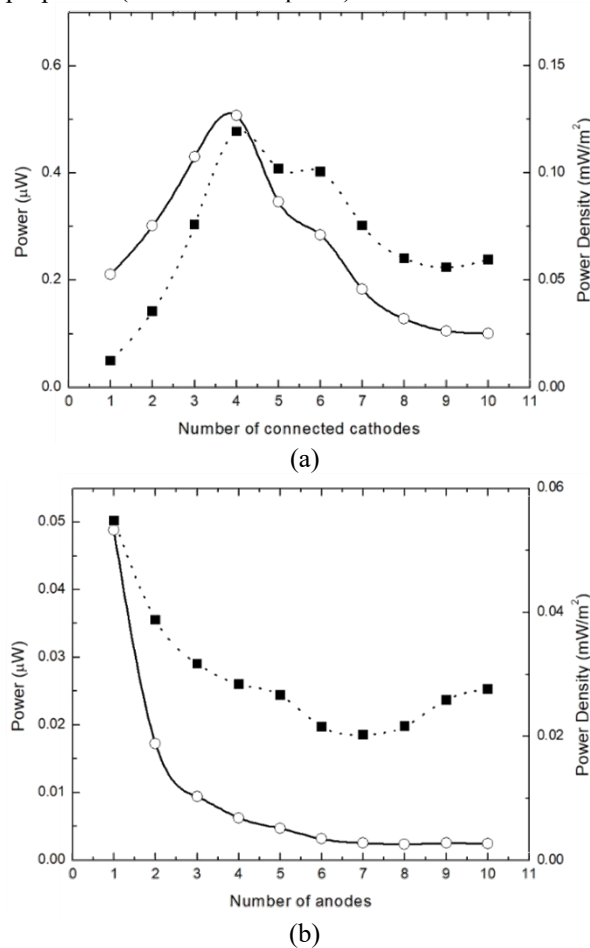 0.6
0.4
0.2
0.0
Power (μW)
0.15
0.10
0.05
0.00
Power Density (mW/m²)
0 1 2 3 4 5 6 7 8 9 10 11
Number of connected cathodes
(a)
0.05
0.04
0.03
0.02
0.01
0.00
Power (μW)
0.06
0.04
0.02
0.00
Power Density (mW/m²)
0 1 2 3 4 5 6 7 8 9 10 11
Number of anodes
(b)